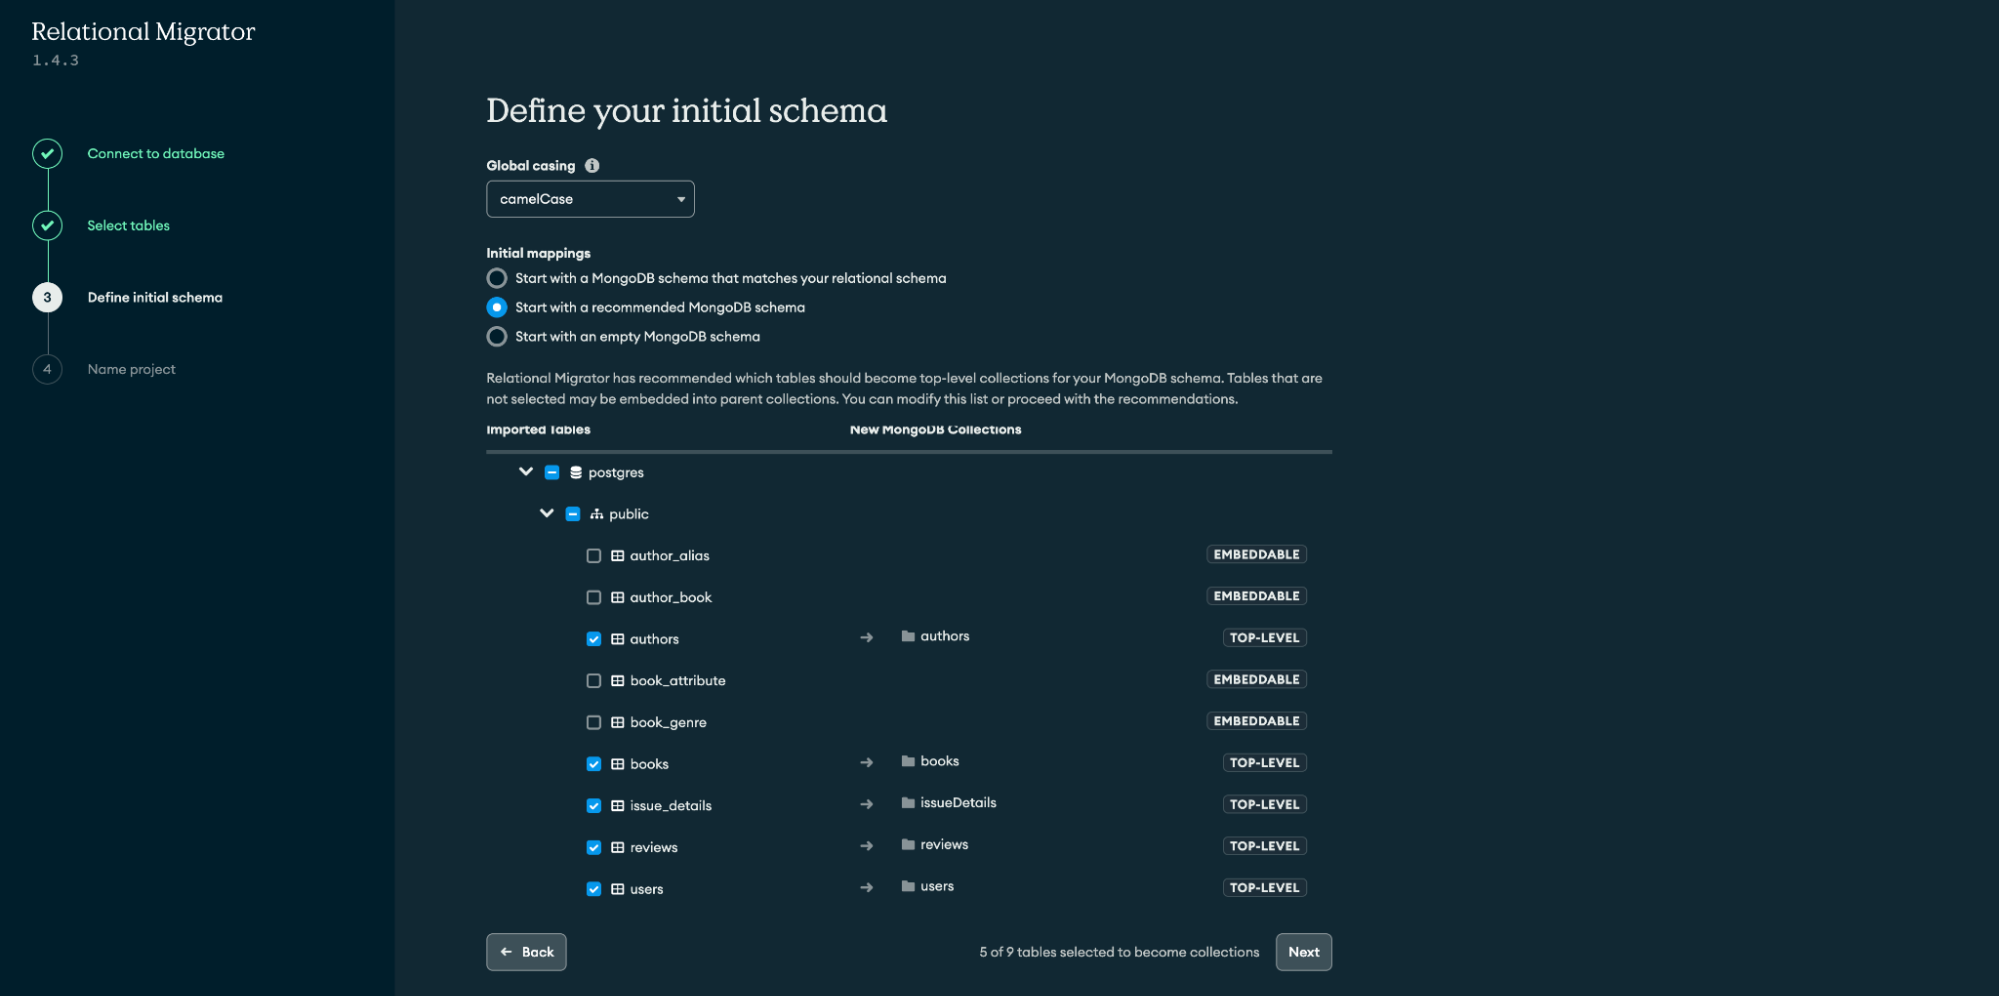 Relational Migrator
1.4.3
Connect to database
Select tables
3 Define initial schema
4 Name project
Define your initial schema
Global casing
camelCase
Initial mappings
Start with a MongoDB schema that matches your relational schema
Start with a recommended MongoDB schema
Start with an empty MongoDB schema
Relational Migrator has recommended which tables should become top-level collections for your MongoDB schema. Tables that are
not selected may be embedded into parent collections. You can modify this list or proceed with the recommendations.
Imported Tables New MongoDB Collections
postgres
public
author_alias EMBEDDABLE
author_book EMBEDDABLE
authors → authors TOP-LEVEL
book_attribute EMBEDDABLE
book_genre EMBEDDABLE
books → books TOP-LEVEL
issue_details → issueDetails TOP-LEVEL
reviews → reviews TOP-LEVEL
users → users TOP-LEVEL
← Back 5 of 9 tables selected to become collections Next